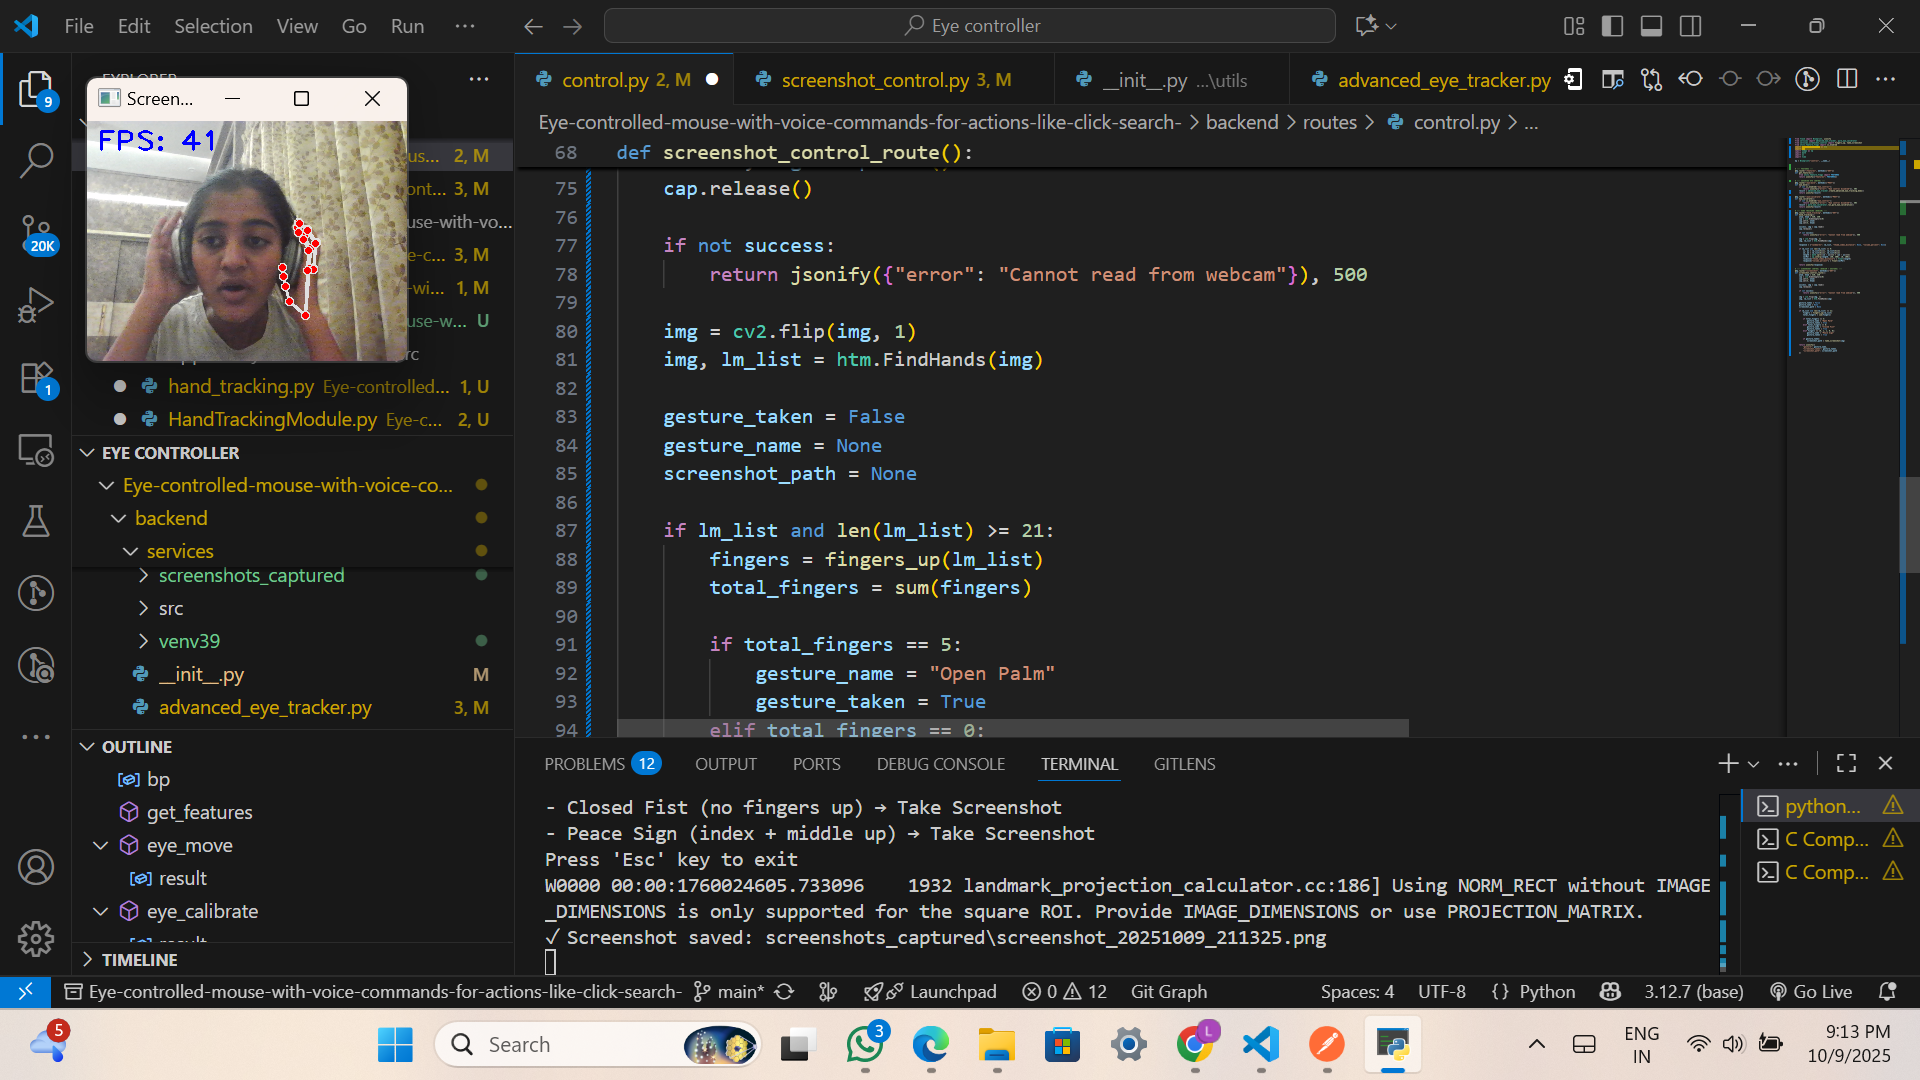 File Edit Selection View Go Run ···
Eye controller
EXPLORER ···
Screen...
FPS: 41
us... 2, M
ont... 3, M
use-with-vo...
e-c... 3, M
-wi... 1, M
use-w... U
rc
hand_tracking.py Eye-controlled... 1, U
HandTrackingModule.py Eye-c... 2, U
EYE CONTROLLER
Eye-controlled-mouse-with-voice-co...
backend
services
screenshots_captured
src
venv39
__init__.py M
advanced_eye_tracker.py 3, M
OUTLINE
bp
get_features
eye_move
result
eye_calibrate
result
TIMELINE
9
20K
1
control.py 2, M
screenshot_control.py 3, M
__init__.py ...\utils
advanced_eye_tracker.py
Eye-controlled-mouse-with-voice-commands-for-actions-like-click-search- > backend > routes > control.py > ...
68 def screenshot_control_route():
75 cap.release()
76
77 if not success:
78 return jsonify({"error": "Cannot read from webcam"}), 500
79
80 img = cv2.flip(img, 1)
81 img, lm_list = htm.FindHands(img)
82
83 gesture_taken = False
84 gesture_name = None
85 screenshot_path = None
86
87 if lm_list and len(lm_list) >= 21:
88 fingers = fingers_up(lm_list)
89 total_fingers = sum(fingers)
90
91 if total_fingers == 5:
92 gesture_name = "Open Palm"
93 gesture_taken = True
94 elif total_fingers == 0:
PROBLEMS 12 OUTPUT PORTS DEBUG CONSOLE TERMINAL GITLENS
- Closed Fist (no fingers up) → Take Screenshot
- Peace Sign (index + middle up) → Take Screenshot
Press 'Esc' key to exit
W0000 00:00:1760024605.733096 1932 landmark_projection_calculator.cc:186] Using NORM_RECT without IMAGE
_DIMENSIONS is only supported for the square ROI. Provide IMAGE_DIMENSIONS or use PROJECTION_MATRIX.
✓ Screenshot saved: screenshots_captured\screenshot_20251009_211325.png
python...
C Comp...
C Comp...
Eye-controlled-mouse-with-voice-commands-for-actions-like-click-search- main* Launchpad 0 12 Git Graph Spaces: 4 UTF-8 {} Python 3.12.7 (base) Go Live
5
Search
3
L
ENG
IN
9:13 PM
10/9/2025